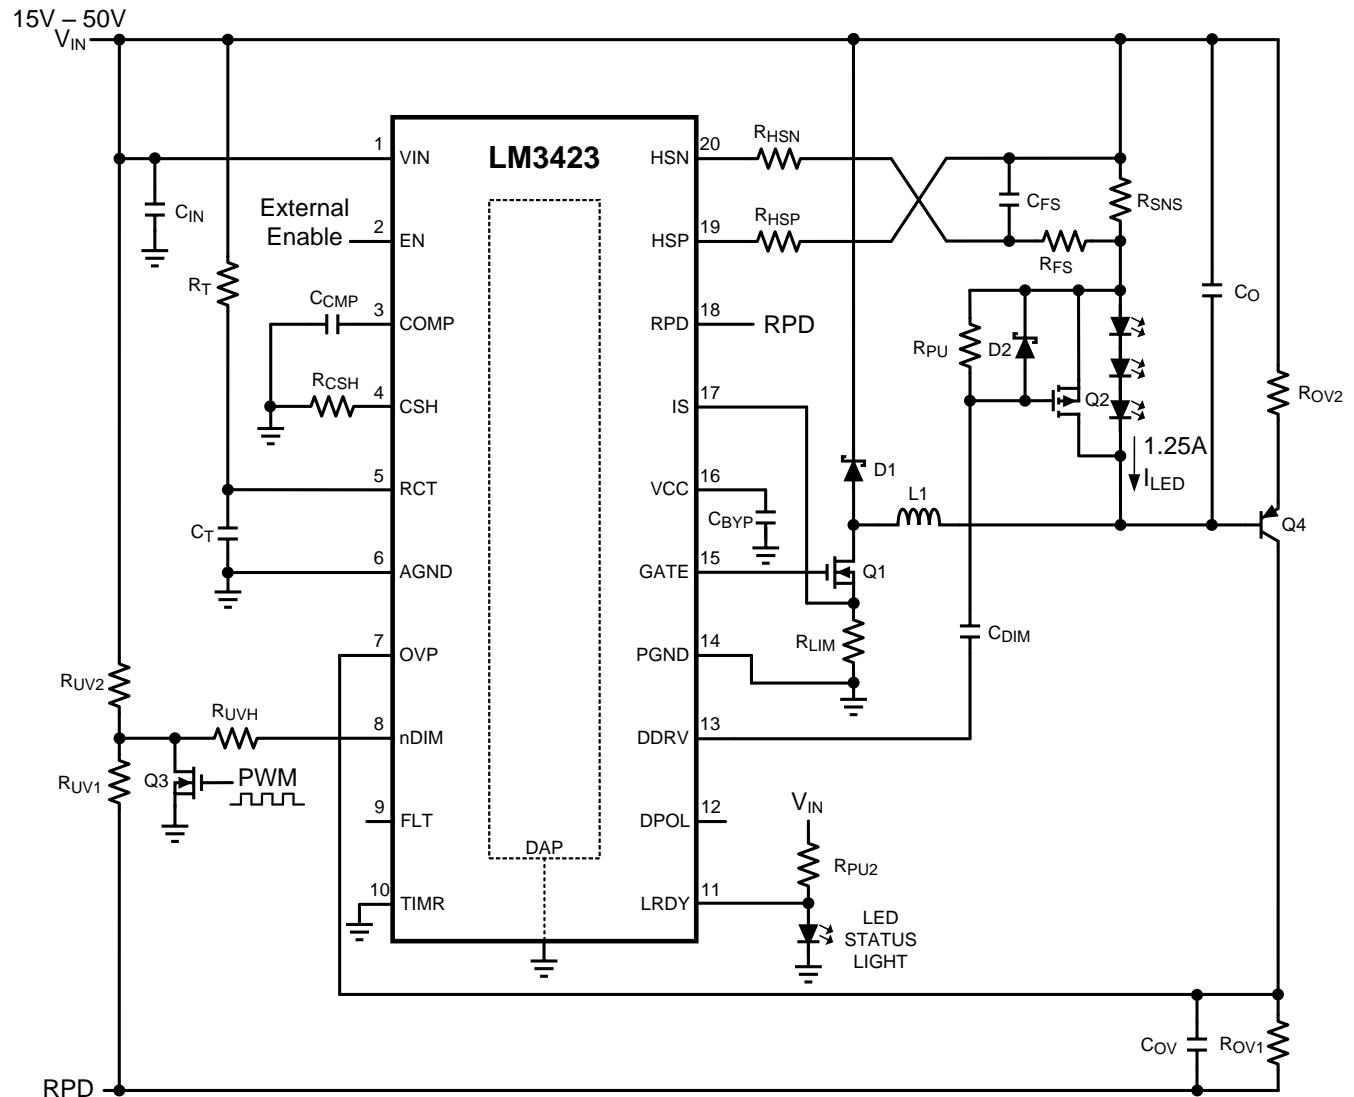 15V – 50V
VIN
LM3423
1 VIN
2 EN
3 COMP
4 CSH
5 RCT
6 AGND
7 OVP
8 nDIM
9 FLT
10 TIMR
20 HSN
19 HSP
18 RPD
17 IS
16 VCC
15 GATE
14 PGND
13 DDRV
12 DPOL
11 LRDY
DAP
CIN
External
Enable
RT
CCMP
RCSH
CT
RUV2
RUVH
RUV1
Q3
PWM
RPD
RHSN
RHSP
CFS
RSNS
RFS
RPD
RPU
D2
Q2
CO
ROV2
1.25A
ILED
D1
L1
CBYP
Q1
Q4
RLIM
CDIM
VIN
RPU2
LED
STATUS
LIGHT
COV
ROV1